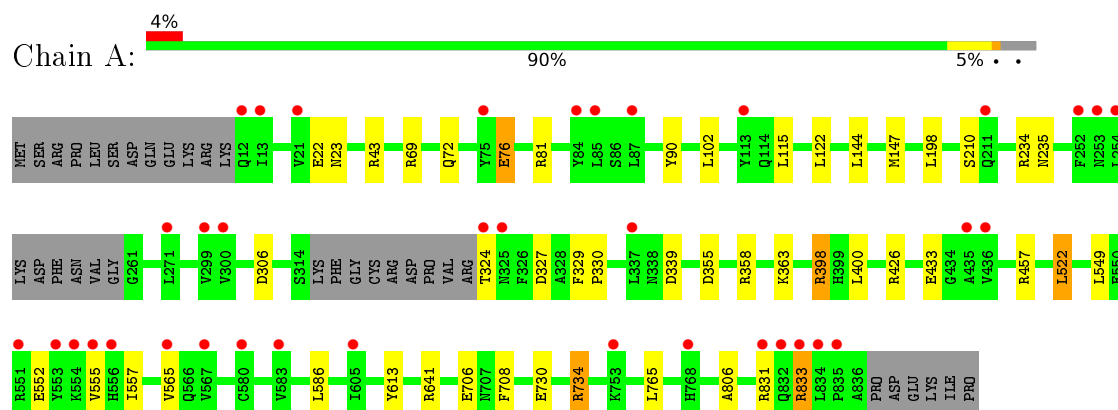 4%
Chain A:
90% 5% • •
MET SER ARG PRO LEU SER ASP GLN GLU LYS ARG LYS Q12 I13 V21 E22 N23 R43 R69 Q72 Y75 E76 R81 Y84 L85 S86 L87 Y90 L102 Y113 Q114 L115 L122 L144 M147 L198 S210 Q211 R234 N235 F252 N253 L254
LYS ASP PHE ASN VAL GLY G261 L271 V299 V300 D306 S314 LYS PHE GLY CYS ARG ASP PRO VAL ARG T324 N325 F326 D327 A328 F329 P330 L337 N338 D339 D355 R358 K363 R398 H399 L400 R426 E433 G434 A435 V436 R457 L522 L549 E550
R551 E552 Y553 K554 V555 H556 I557 V565 Q566 V567 C580 V583 L586 I605 Y613 R641 E706 N707 F708 E730 R734 K753 L765 H768 A806 R831 Q832 R833 L834 P835 A836 PRO ASP GLU LYS ILE PRO